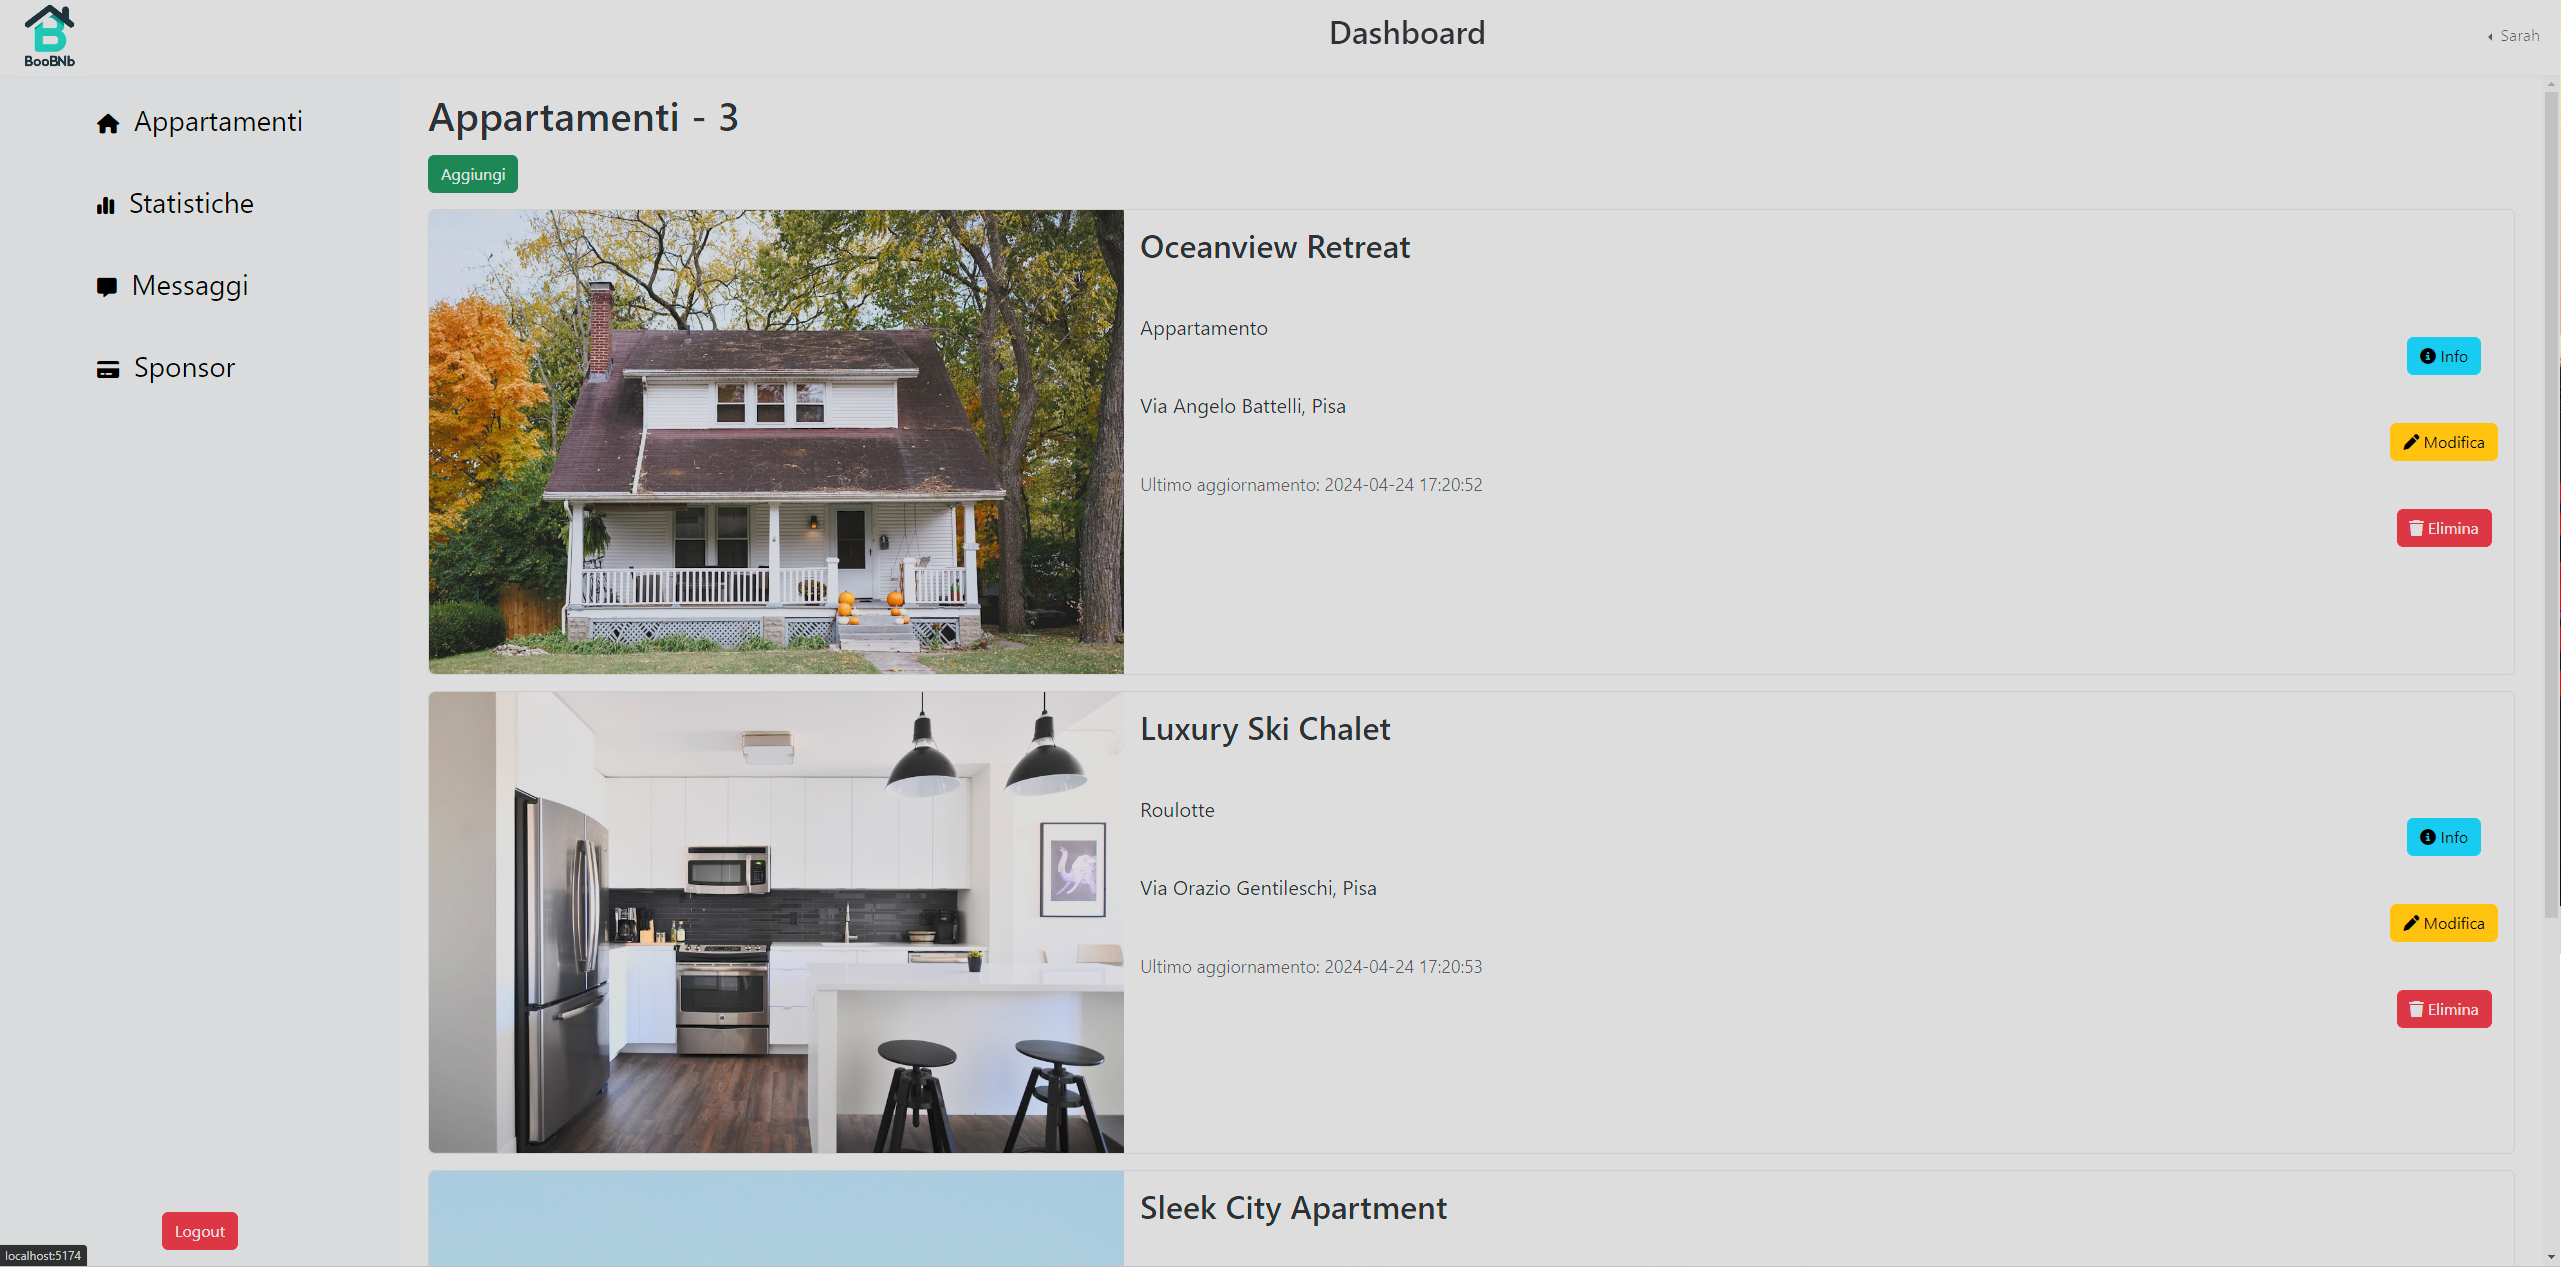 BooBNb
Dashboard
Sarah
Appartamenti
Statistiche
Messaggi
Sponsor
Logout
localhost:5174
Appartamenti - 3
Aggiungi
Oceanview Retreat
Appartamento
Via Angelo Battelli, Pisa
Ultimo aggiornamento: 2024-04-24 17:20:52
Info
Modifica
Elimina
Luxury Ski Chalet
Roulotte
Via Orazio Gentileschi, Pisa
Ultimo aggiornamento: 2024-04-24 17:20:53
Info
Modifica
Elimina
Sleek City Apartment